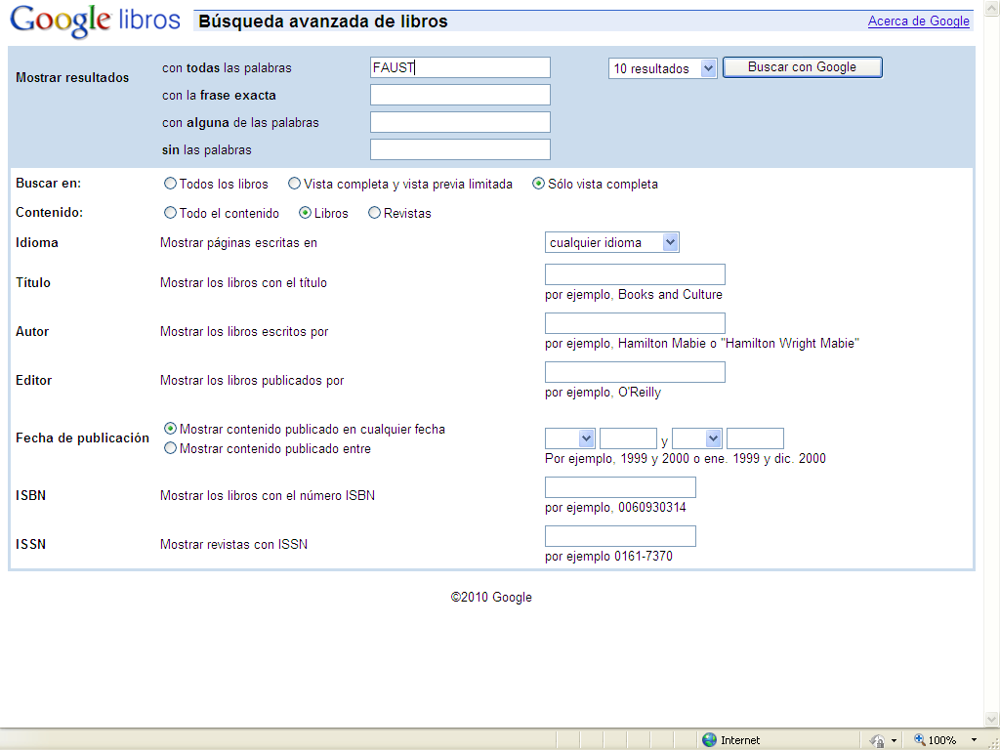 Google libros
Búsqueda avanzada de libros
Acerca de Google
Mostrar resultados
con todas las palabras
FAUST
10 resultados
Buscar con Google
con la frase exacta
con alguna de las palabras
sin las palabras
Buscar en:
Todos los libros
Vista completa y vista previa limitada
Sólo vista completa
Contenido:
Todo el contenido
Libros
Revistas
Idioma
Mostrar páginas escritas en
cualquier idioma
Título
Mostrar los libros con el título
por ejemplo, Books and Culture
Autor
Mostrar los libros escritos por
por ejemplo, Hamilton Mabie o "Hamilton Wright Mabie"
Editor
Mostrar los libros publicados por
por ejemplo, O'Reilly
Fecha de publicación
Mostrar contenido publicado en cualquier fecha
Mostrar contenido publicado entre
y
Por ejemplo, 1999 y 2000 o ene. 1999 y dic. 2000
ISBN
Mostrar los libros con el número ISBN
por ejemplo, 0060930314
ISSN
Mostrar revistas con ISSN
por ejemplo 0161-7370
©2010 Google
Internet
100%